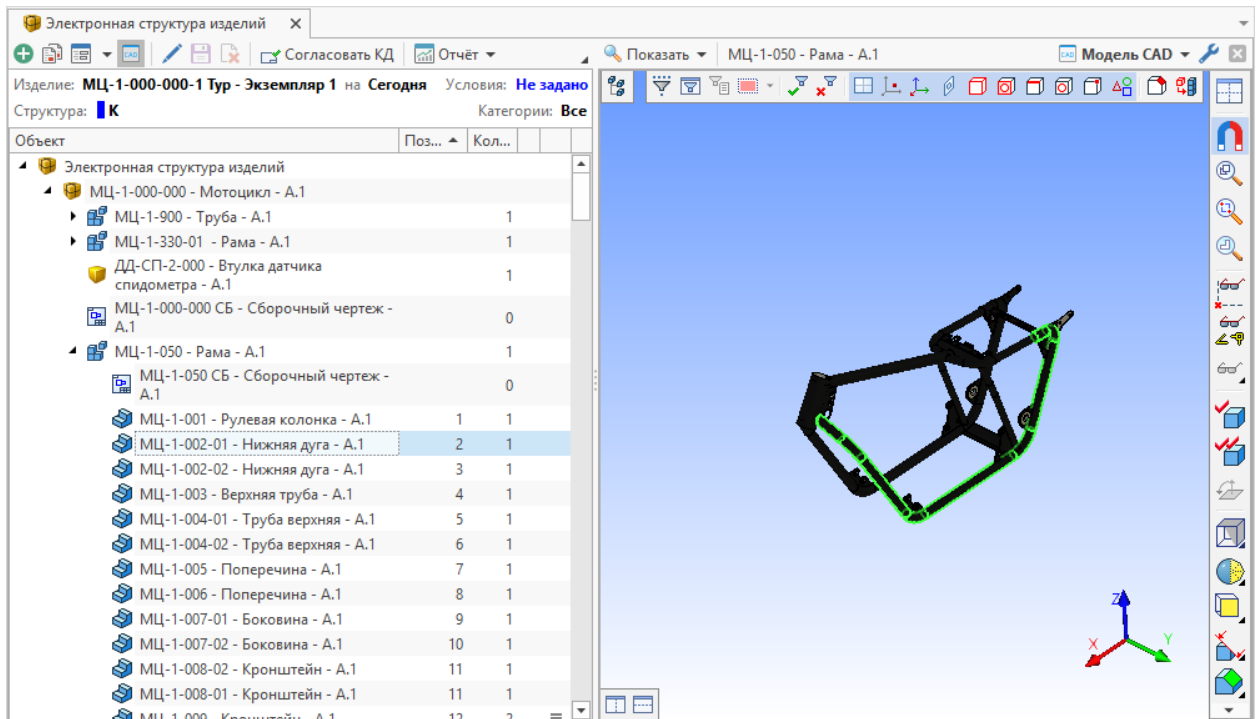 Электронная структура изделий
CAD Согласовать КД Отчёт Показать МЦ-1-050 - Рама - А.1 CAD Модель CAD
Изделие: МЦ-1-000-000-1 Тур - Экземпляр 1 на Сегодня Условия: Не задано
Структура: К Категории: Все
Объект Поз... Кол...
Электронная структура изделий
МЦ-1-000-000 - Мотоцикл - А.1
МЦ-1-900 - Труба - А.1 1
МЦ-1-330-01 - Рама - А.1 1
ДД-СП-2-000 - Втулка датчика
спидометра - А.1 1
МЦ-1-000-000 СБ - Сборочный чертеж -
А.1 0
МЦ-1-050 - Рама - А.1 1
МЦ-1-050 СБ - Сборочный чертеж -
А.1 0
МЦ-1-001 - Рулевая колонка - А.1 1 1
МЦ-1-002-01 - Нижняя дуга - А.1 2 1
МЦ-1-002-02 - Нижняя дуга - А.1 3 1
МЦ-1-003 - Верхняя труба - А.1 4 1
МЦ-1-004-01 - Труба верхняя - А.1 5 1
МЦ-1-004-02 - Труба верхняя - А.1 6 1
МЦ-1-005 - Поперечина - А.1 7 1
МЦ-1-006 - Поперечина - А.1 8 1
МЦ-1-007-01 - Боковина - А.1 9 1
МЦ-1-007-02 - Боковина - А.1 10 1
МЦ-1-008-02 - Кронштейн - А.1 11 1
МЦ-1-008-01 - Кронштейн - А.1 11 1
МЦ-1-009 - Кронштейн - А.1 12 2
Z
X
Y